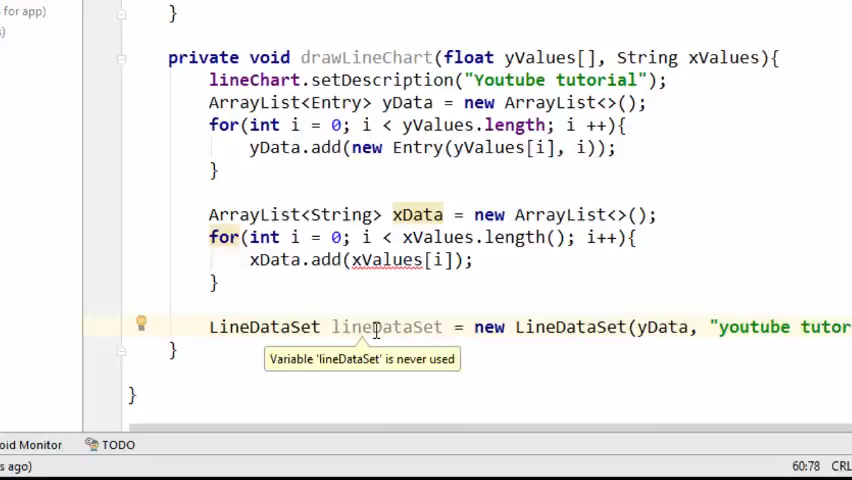 for app)
s)
}
private void drawLineChart(float yValues[], String xValues){
lineChart.setDescription("Youtube tutorial");
ArrayList<Entry> yData = new ArrayList<>();
for(int i = 0; i < yValues.length; i ++){
yData.add(new Entry(yValues[i], i));
}
ArrayList<String> xData = new ArrayList<>();
for(int i = 0; i < xValues.length(); i++){
xData.add(xValues[i]);
}
LineDataSet lineDataSet = new LineDataSet(yData, "youtube tutor
}
Variable 'lineDataSet' is never used
}
oid Monitor TODO
s ago) 60:78 CRL